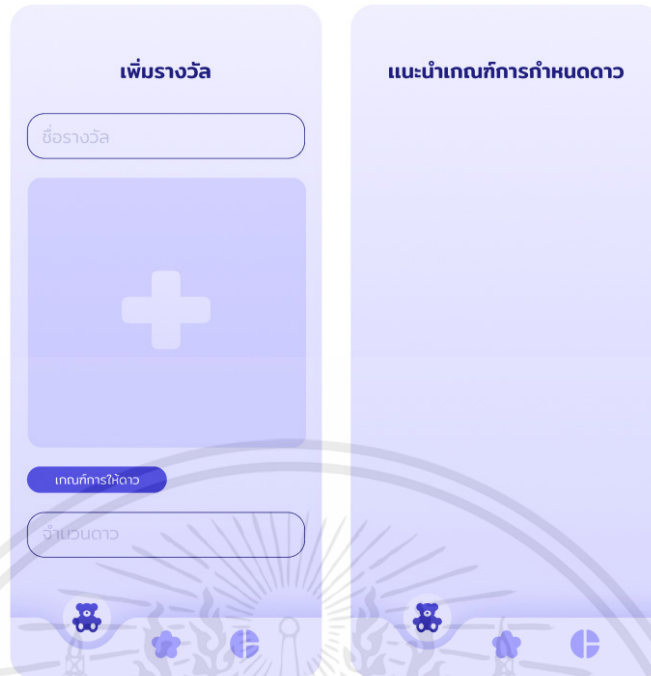 เพิ่มรางวัล
ชื่อรางวัล
เกณฑ์การให้ดาว
จำนวนดาว
แนะนำเกณฑ์การกำหนดดาว